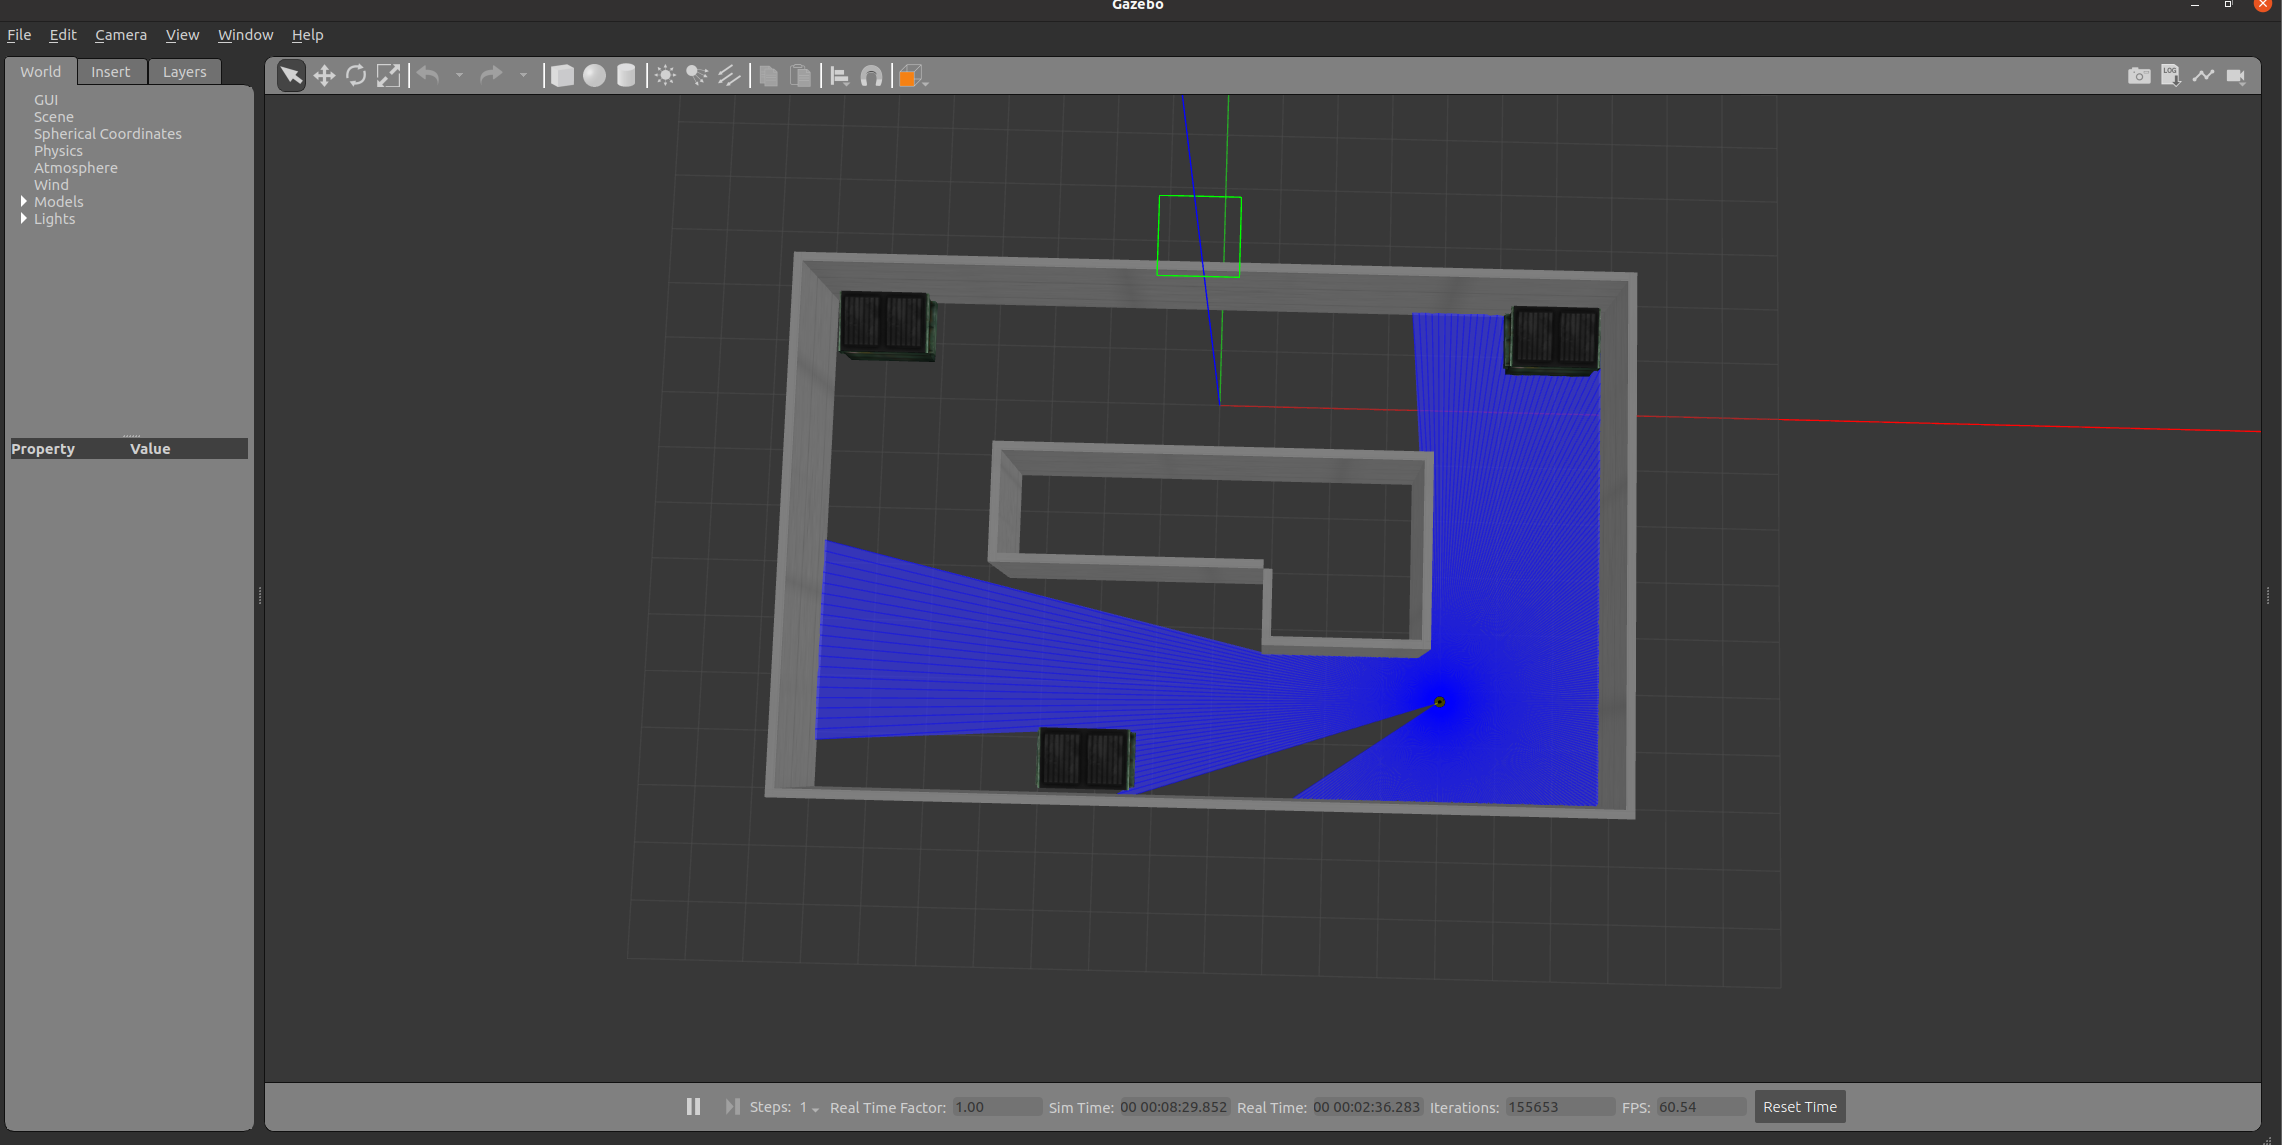 Gazebo
File Edit Camera View Window Help
World Insert Layers
GUI
Scene
Spherical Coordinates
Physics
Atmosphere
Wind
Models
Lights
Property Value
LOG
Steps: 1 Real Time Factor: 1.00 Sim Time: 00 00:08:29.852 Real Time: 00 00:02:36.283 Iterations: 155653 FPS: 60.54 Reset Time